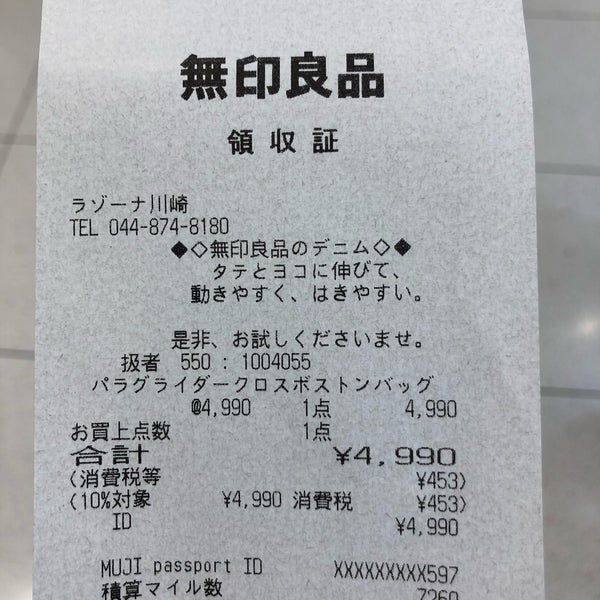 無印良品
領収証
ラゾーナ川崎
TEL 044-874-8180
◆◇無印良品のデニム◇◆
タテとヨコに伸びて、
動きやすく、はきやすい。
是非、お試しくださいませ。
扱者 550 : 1004055
パラグライダークロスボストンバッグ
@4,990 1点 4,990
お買上点数 1点
合計 ¥4,990
(消費税等 ¥453)
(10%対象 ¥4,990 消費税 ¥453)
ID ¥4,990
MUJI passport ID XXXXXXXXX597
積算マイル数 7260